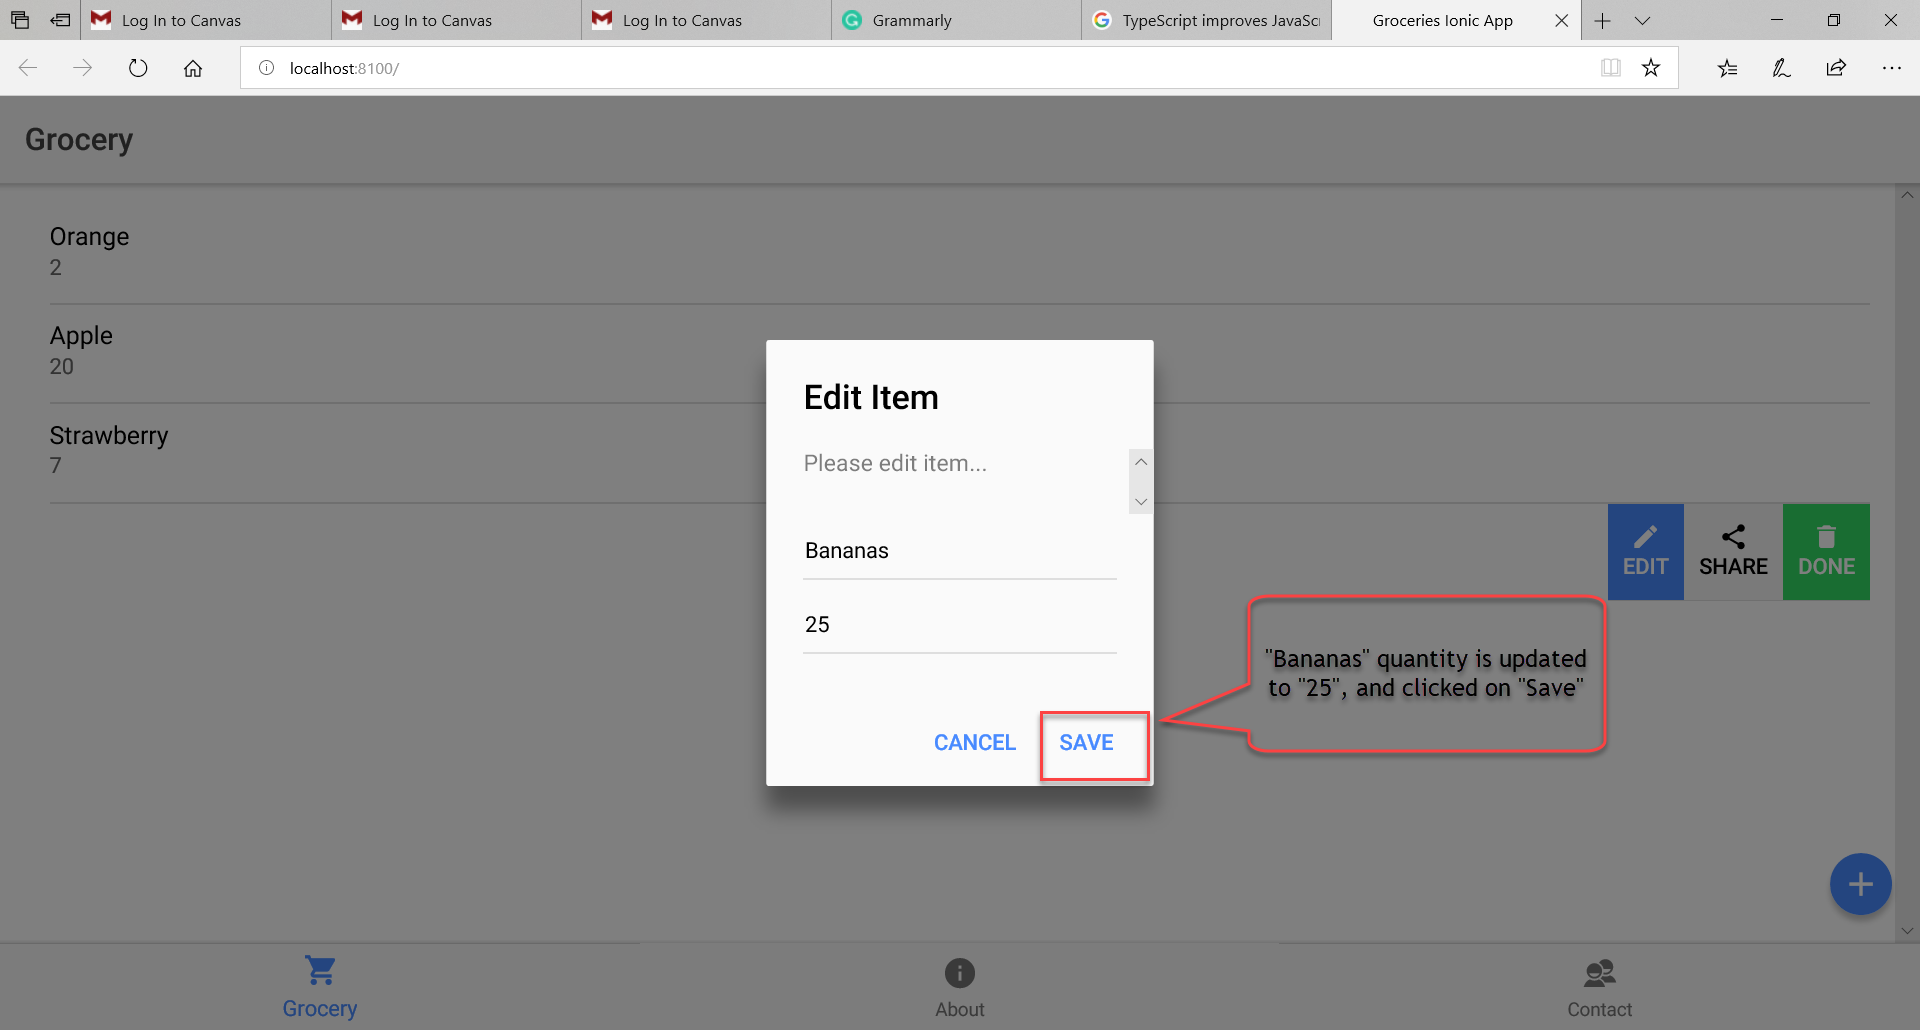 Log In to Canvas
Log In to Canvas
Log In to Canvas
Grammarly
TypeScript improves JavaSc
Groceries Ionic App
localhost:8100/
Grocery
Orange
2
Apple
20
Strawberry
7
Edit Item
Please edit item...
Bananas
25
CANCEL
SAVE
EDIT
SHARE
DONE
"Bananas" quantity is updated
to "25", and clicked on "Save"
Grocery
About
Contact